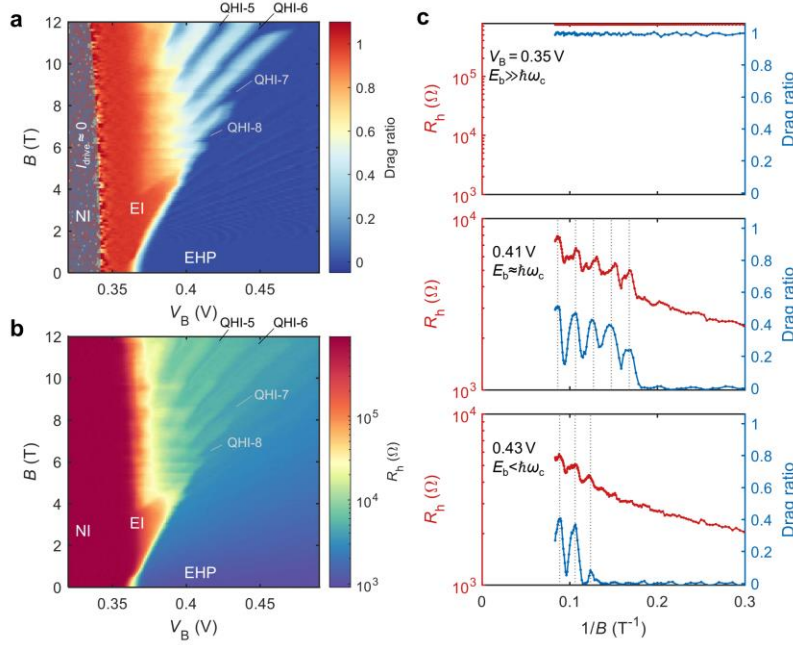 a
QHI-5 QHI-6
QHI-7
QHI-8
I_drive ≈ 0
NI
EI
EHP
B (T)
12
10
8
6
4
2
0
0.35 0.4 0.45
V_B (V)
Drag ratio
1
0.8
0.6
0.4
0.2
0
b
QHI-5 QHI-6
QHI-7
QHI-8
NI
EI
EHP
B (T)
12
10
8
6
4
2
0
0.35 0.4 0.45
V_B (V)
R_h (Ω)
10^5
10^4
10^3
c
V_B = 0.35 V
E_b≫ħω_c
R_h (Ω)
10^5
10^4
10^3
Drag ratio
1
0.8
0.6
0.4
0.2
0
0.41 V
E_b≈ħω_c
R_h (Ω)
10^4
10^3
Drag ratio
1
0.8
0.6
0.4
0.2
0
0.43 V
E_b<ħω_c
R_h (Ω)
10^4
10^3
Drag ratio
1
0.8
0.6
0.4
0.2
0
0 0.1 0.2 0.3
1/B (T^-1)